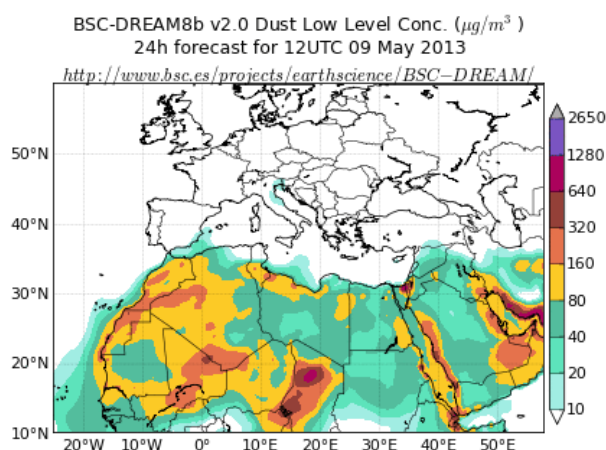 BSC-DREAM8b v2.0 Dust Low Level Conc. (μg/m³ )
24h forecast for 12UTC 09 May 2013
http://www.bsc.es/projects/earthscience/BSC−DREAM/
2650
50°N
1280
640
40°N
320
30°N
160
80
20°N
40
20
10
10°N
20°W
10°W
0°
10°E
20°E
30°E
40°E
50°E